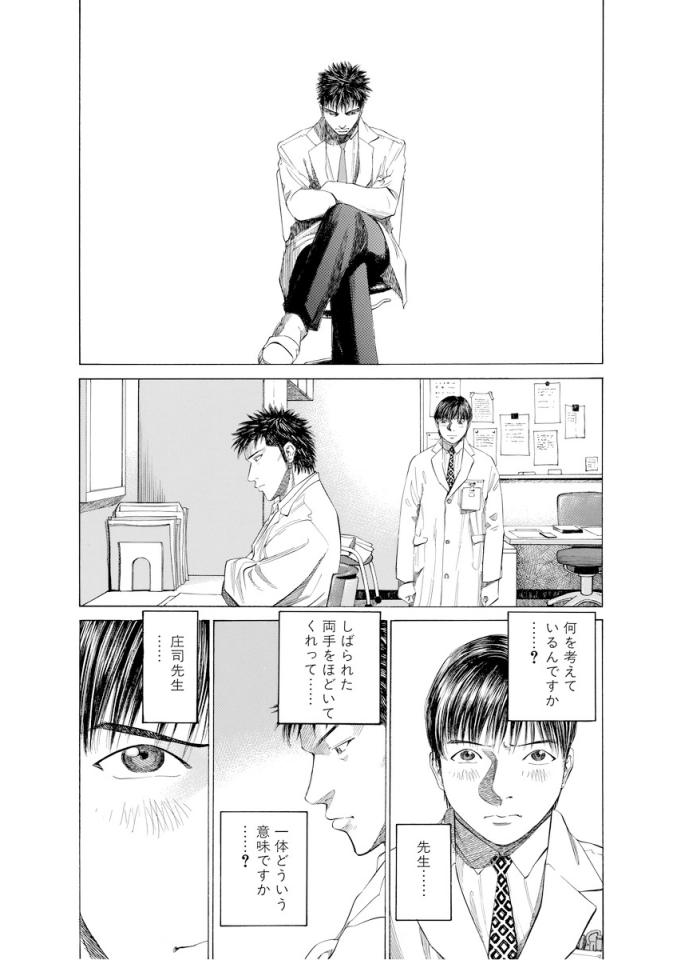 何を考えて
いるんですか
……?
先生……
しばられた
両手をほどいて
くれって……
一体どういう
意味ですか
……?
庄司先生
……